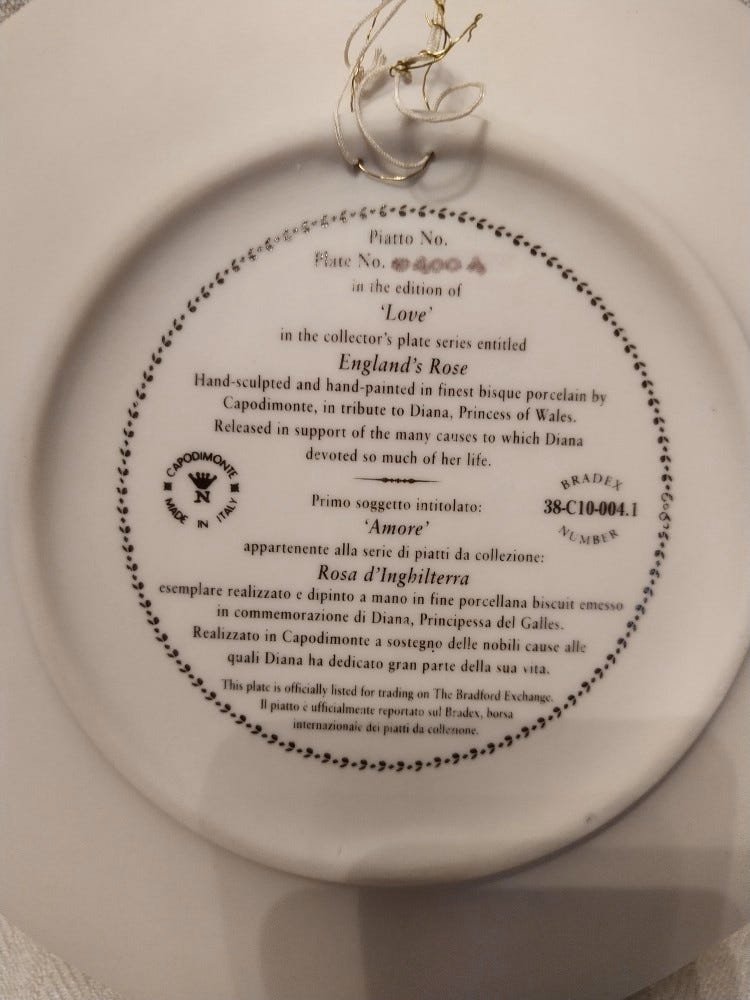 Piatto No.
Plate No.
in the edition of
'Love'
in the collector's plate series entitled
England's Rose
Hand-sculpted and hand-painted in finest bisque porcelain by
Capodimonte, in tribute to Diana, Princess of Wales.
Released in support of the many causes to which Diana
devoted so much of her life.
CAPODIMONTE
N
MADE IN ITALY
BRADEX
38-C10-004.1
NUMBER
Primo soggetto intitolato:
'Amore'
appartenente alla serie di piatti da collezione:
Rosa d'Inghilterra
esemplare realizzato e dipinto a mano in fine porcellana biscuit emesso
in commemorazione di Diana, Principessa del Galles.
Realizzato in Capodimonte a sostegno delle nobili cause alle
quali Diana ha dedicato gran parte della sua vita.
This plate is officially listed for trading on The Bradford Exchange.
Il piatto è ufficialmente reportato sul Bradex, borsa
internazionale dei piatti da collezione.